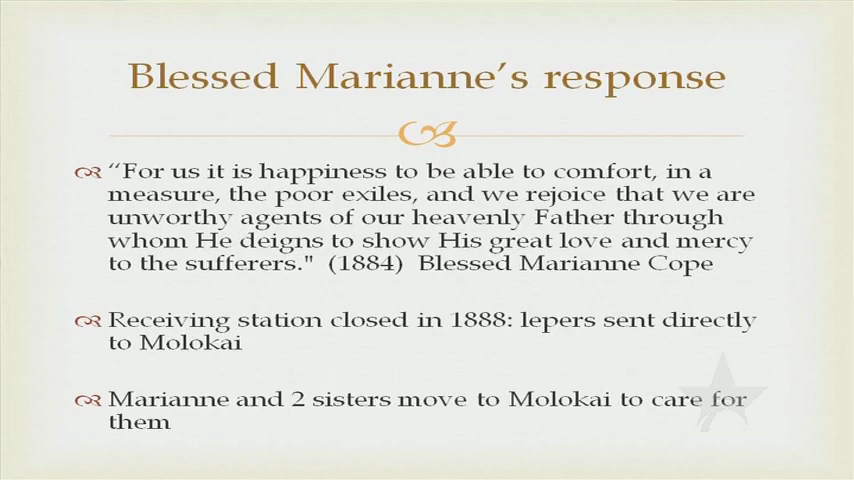 Blessed Marianne’s response
“For us it is happiness to be able to comfort, in a
measure, the poor exiles, and we rejoice that we are
unworthy agents of our heavenly Father through
whom He deigns to show His great love and mercy
to the sufferers." (1884) Blessed Marianne Cope
Receiving station closed in 1888: lepers sent directly
to Molokai
Marianne and 2 sisters move to Molokai to care for
them